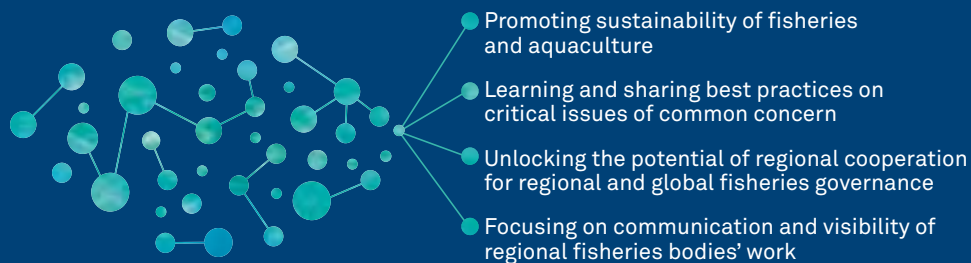 Promoting sustainability of fisheries
and aquaculture
Learning and sharing best practices on
critical issues of common concern
Unlocking the potential of regional cooperation
for regional and global fisheries governance
Focusing on communication and visibility of
regional fisheries bodies' work